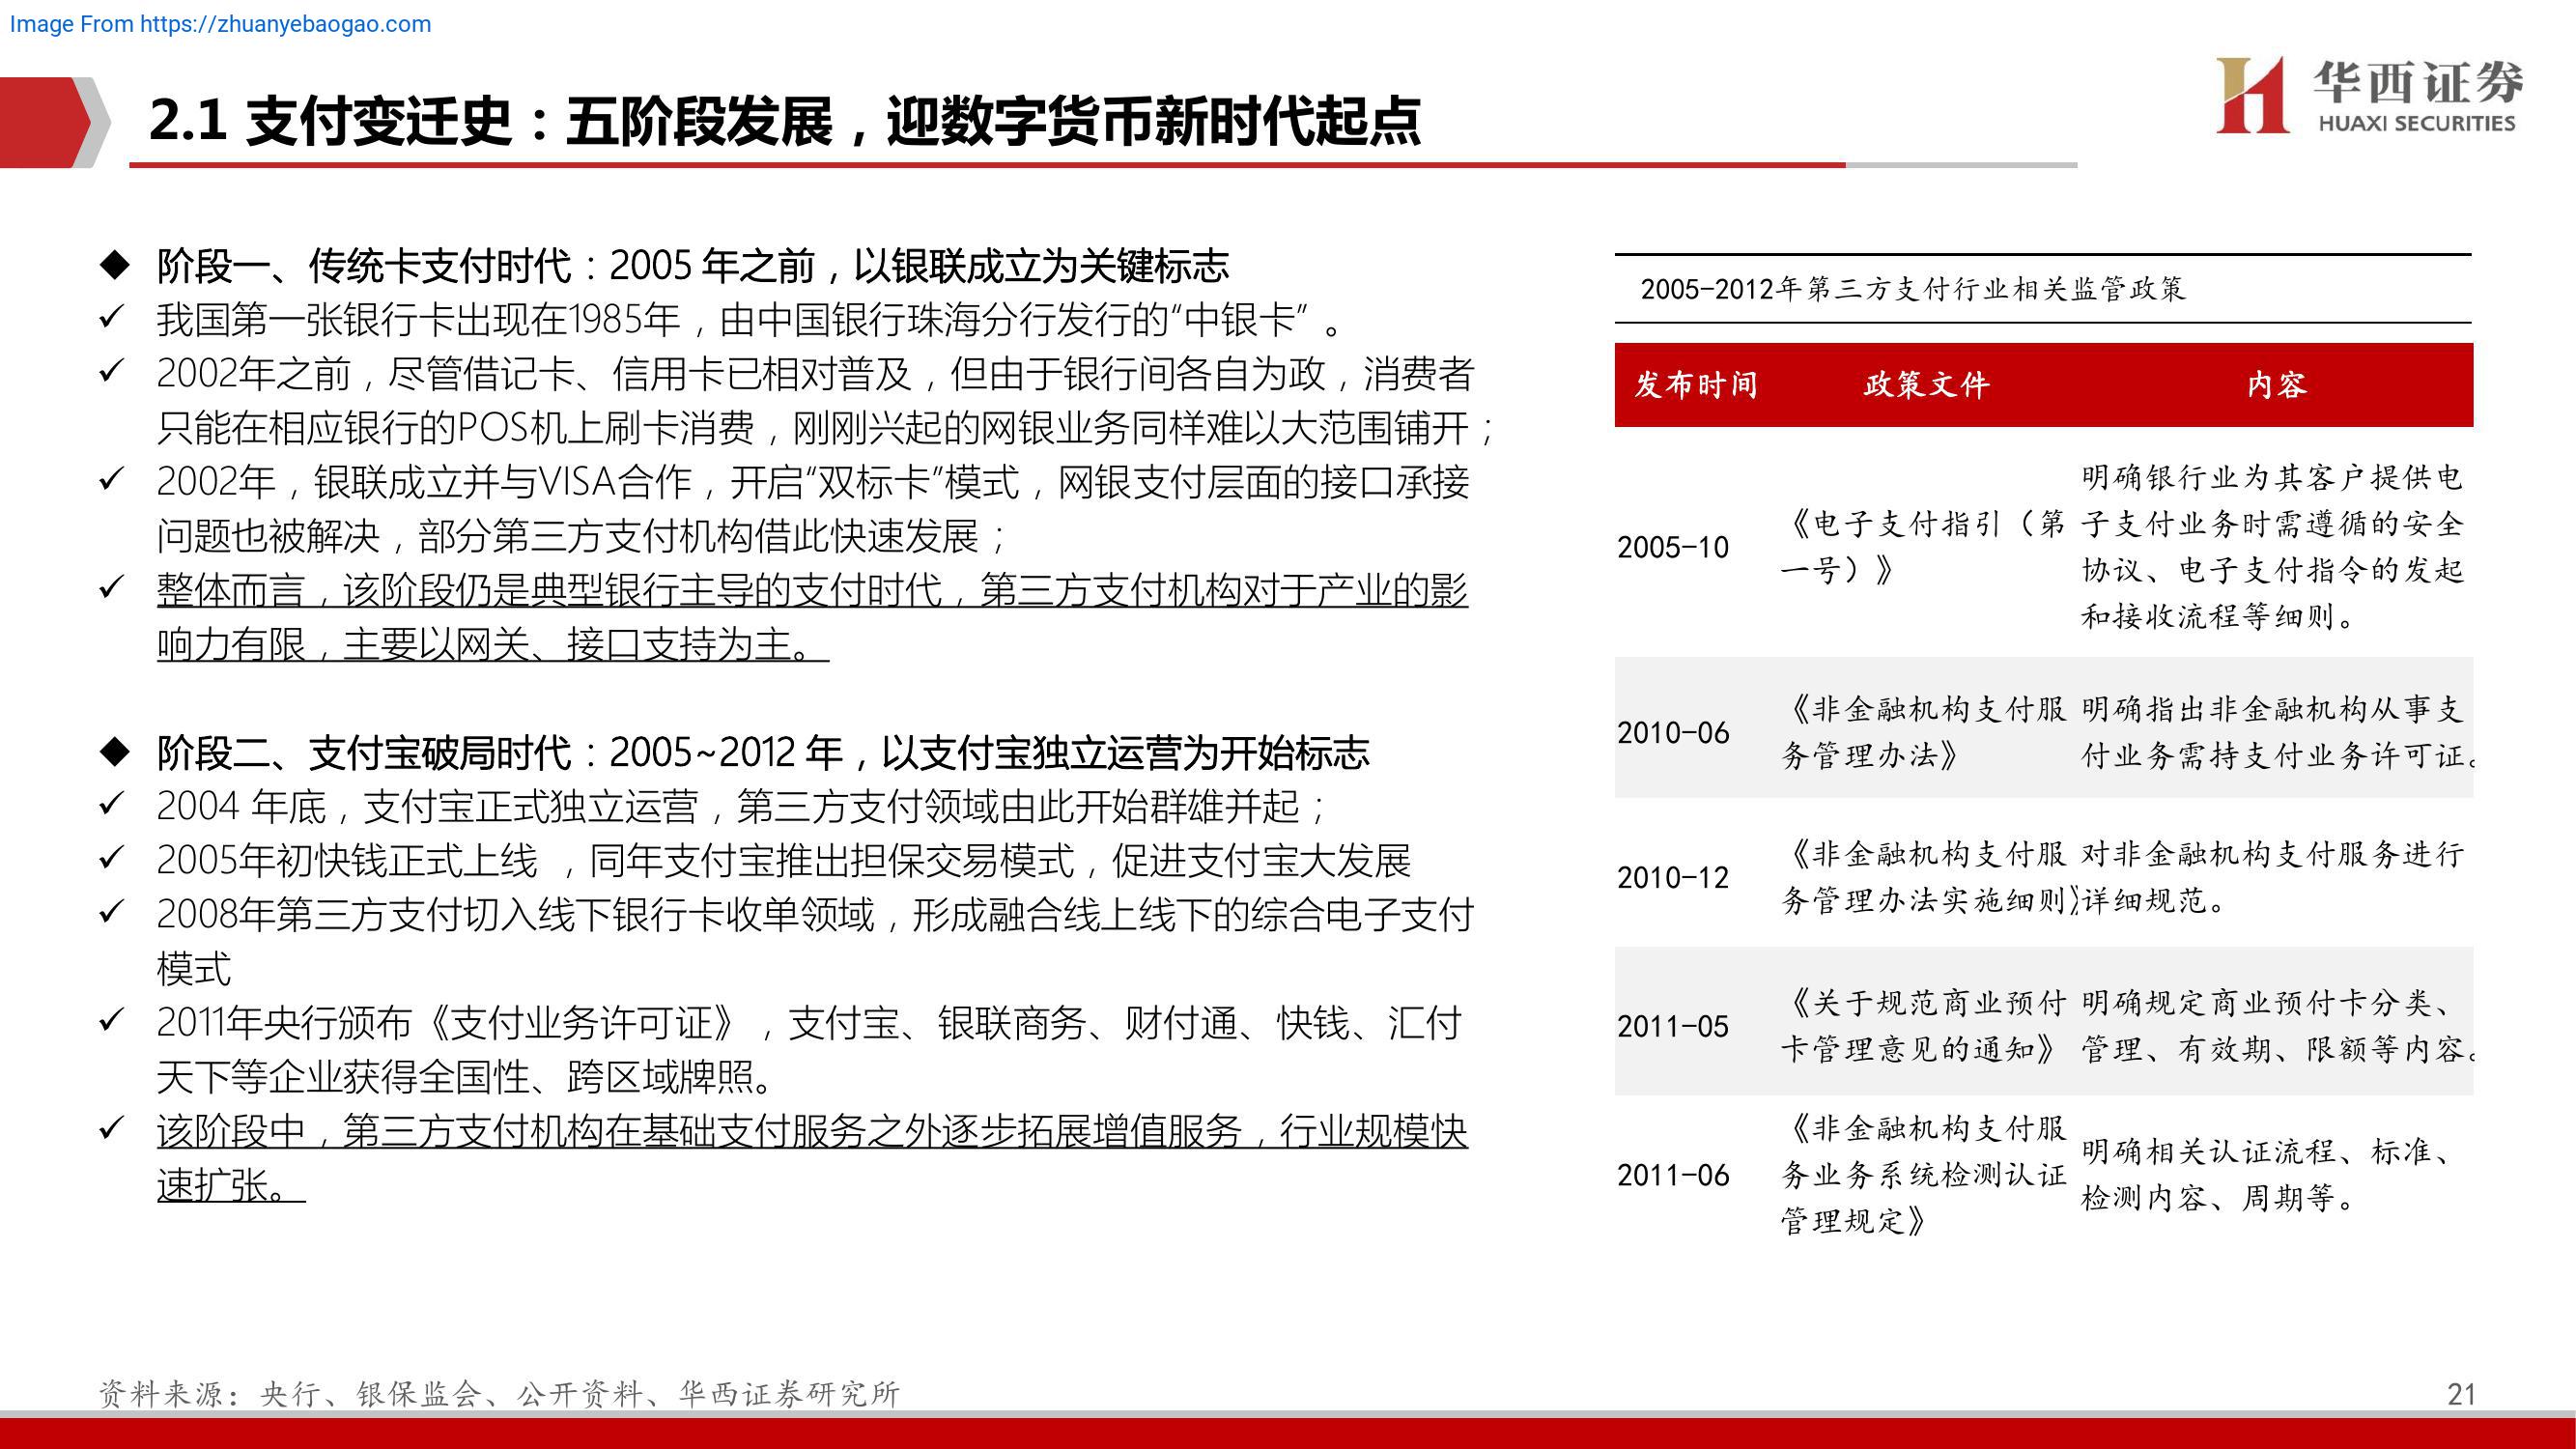 Image From https://zhuanyebaogao.com
华西证券
HUAXI SECURITIES
2.1 支付变迁史：五阶段发展，迎数字货币新时代起点
阶段一、传统卡支付时代：2005 年之前，以银联成立为关键标志
我国第一张银行卡出现在1985年，由中国银行珠海分行发行的“中银卡” 。
2002年之前，尽管借记卡、信用卡已相对普及，但由于银行间各自为政，消费者
只能在相应银行的POS机上刷卡消费，刚刚兴起的网银业务同样难以大范围铺开；
2002年，银联成立并与VISA合作，开启“双标卡”模式，网银支付层面的接口承接
问题也被解决，部分第三方支付机构借此快速发展；
整体而言，该阶段仍是典型银行主导的支付时代，第三方支付机构对于产业的影
响力有限，主要以网关、接口支持为主。
阶段二、支付宝破局时代：2005~2012 年，以支付宝独立运营为开始标志
2004 年底，支付宝正式独立运营，第三方支付领域由此开始群雄并起；
2005年初快钱正式上线 ，同年支付宝推出担保交易模式，促进支付宝大发展
2008年第三方支付切入线下银行卡收单领域，形成融合线上线下的综合电子支付
模式
2011年央行颁布《支付业务许可证》，支付宝、银联商务、财付通、快钱、汇付
天下等企业获得全国性、跨区域牌照。
该阶段中，第三方支付机构在基础支付服务之外逐步拓展增值服务，行业规模快
速扩张。
2005-2012年第三方支付行业相关监管政策
发布时间 政策文件 内容
2005-10
《电子支付指引（第
一号）》
明确银行业为其客户提供电
子支付业务时需遵循的安全
协议、电子支付指令的发起
和接收流程等细则。
2010-06
《非金融机构支付服
务管理办法》
明确指出非金融机构从事支
付业务需持支付业务许可证。
2010-12
《非金融机构支付服
务管理办法实施细则》
对非金融机构支付服务进行
详细规范。
2011-05
《关于规范商业预付
卡管理意见的通知》
明确规定商业预付卡分类、
管理、有效期、限额等内容。
2011-06
《非金融机构支付服
务业务系统检测认证
管理规定》
明确相关认证流程、标准、
检测内容、周期等。
资料来源：央行、银保监会、公开资料、华西证券研究所
21